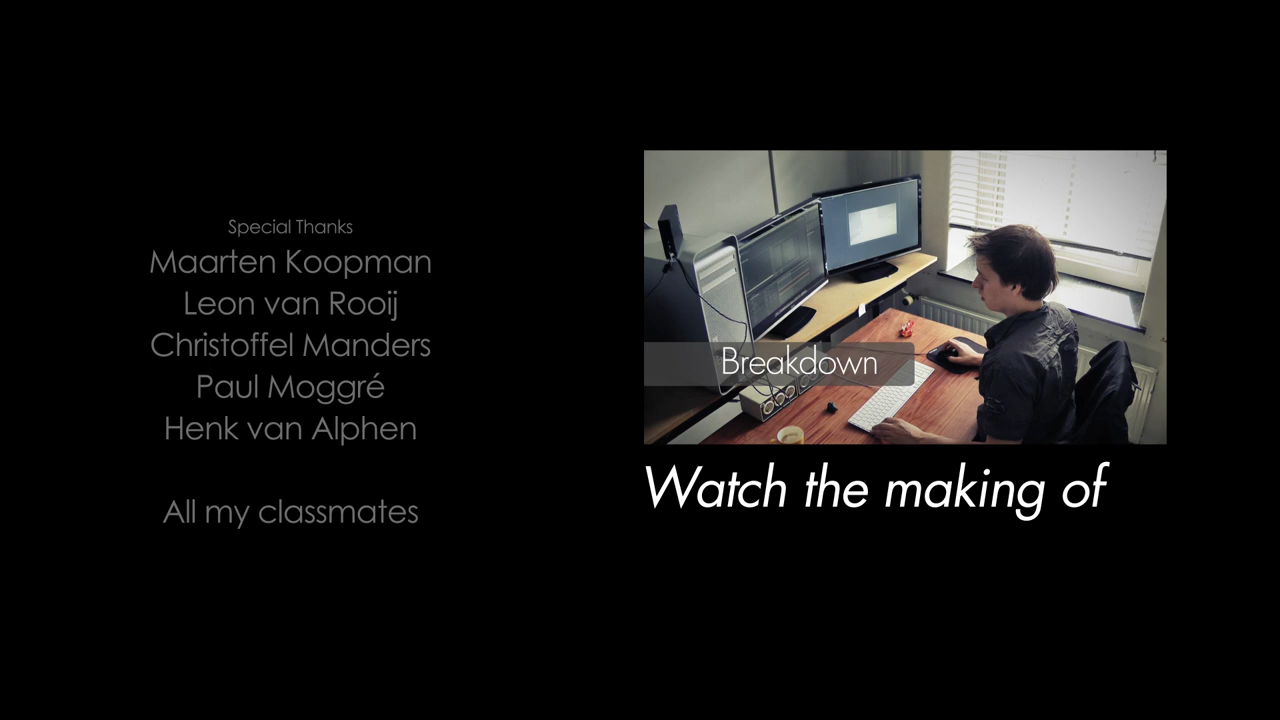 Special Thanks
Maarten Koopman
Leon van Rooij
Christoffel Manders
Paul Moggré
Henk van Alphen
All my classmates
Breakdown
Watch the making of